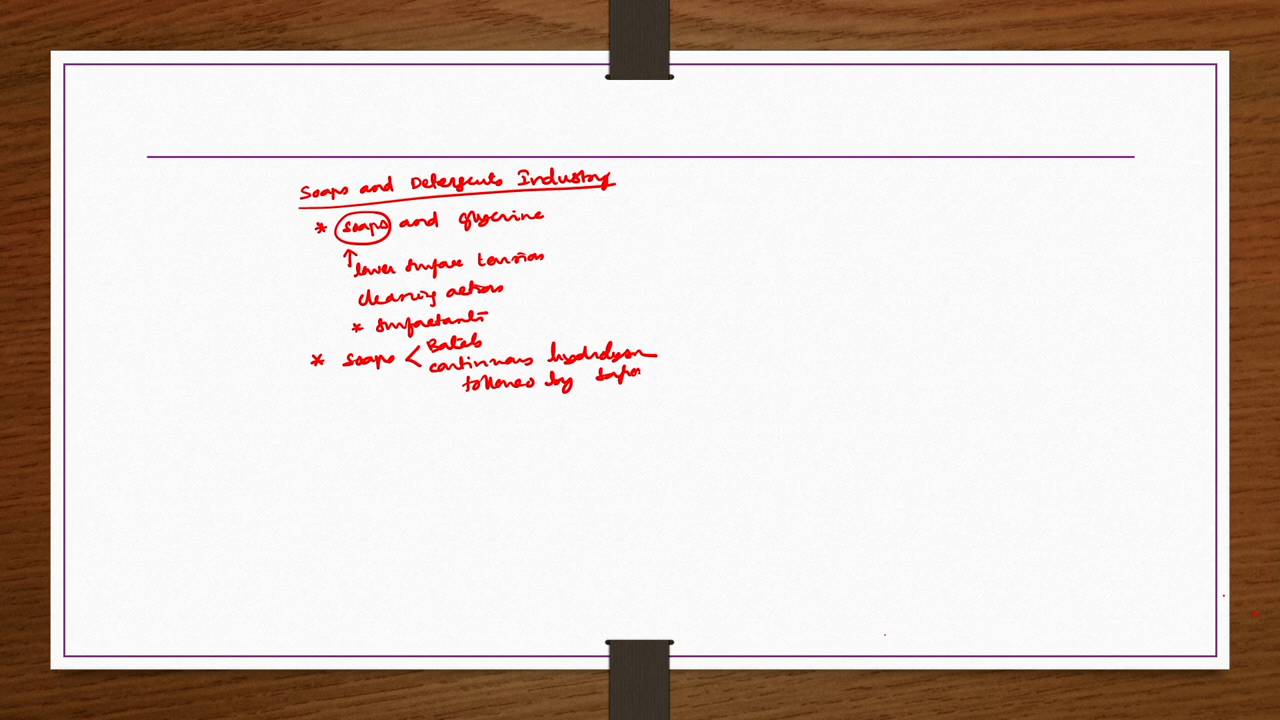 Soaps and Detergents Industry
* Soaps and glycerine
↑ lower surface tension
cleaning action
* Surfactants
* Soaps < Batch
continuous hydrolysis
followed by